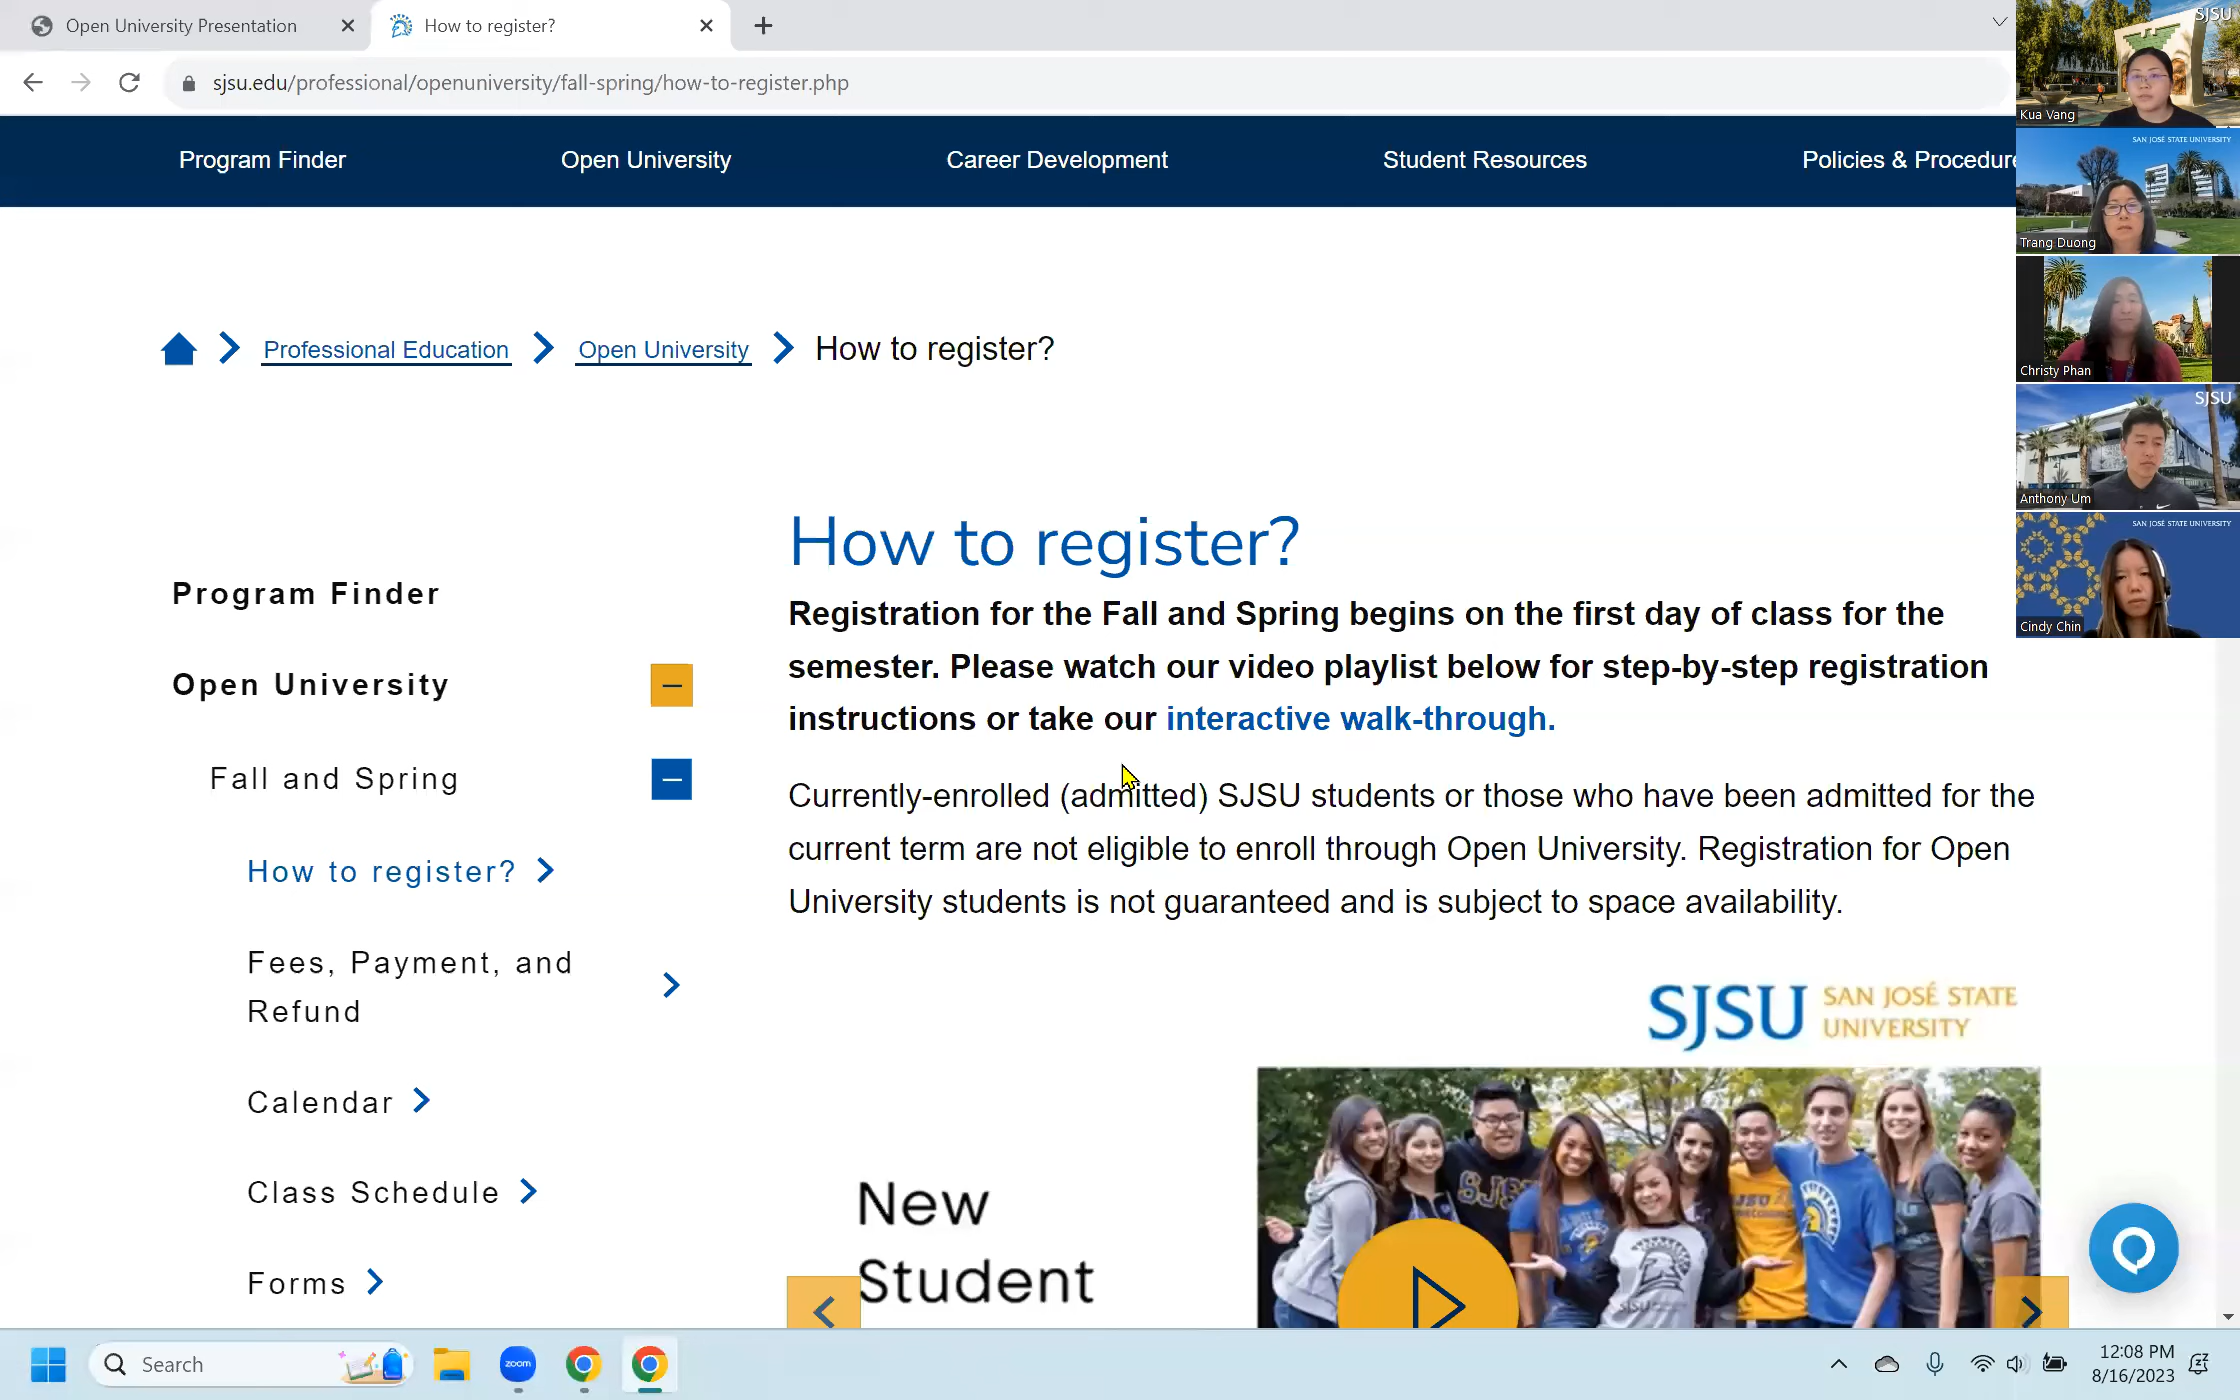 Open University Presentation
How to register?
sjsu.edu/professional/openuniversity/fall-spring/how-to-register.php
Program Finder
Open University
Career Development
Student Resources
Policies & Procedure
Professional Education
Open University
How to register?
Program Finder
Open University
Fall and Spring
How to register?
Fees, Payment, and
Refund
Calendar
Class Schedule
Forms
How to register?
Registration for the Fall and Spring begins on the first day of class for the
semester. Please watch our video playlist below for step-by-step registration
instructions or take our interactive walk-through.
Currently-enrolled (admitted) SJSU students or those who have been admitted for the
current term are not eligible to enroll through Open University. Registration for Open
University students is not guaranteed and is subject to space availability.
SJSU SAN JOSÉ STATE
UNIVERSITY
New
Student
SJSU
Kua Vang
SAN JOSÉ STATE UNIVERSITY
Trang Duong
Christy Phan
SJSU
Anthony Um
SAN JOSÉ STATE UNIVERSITY
Cindy Chin
Search
zoom
12:08 PM
8/16/2023